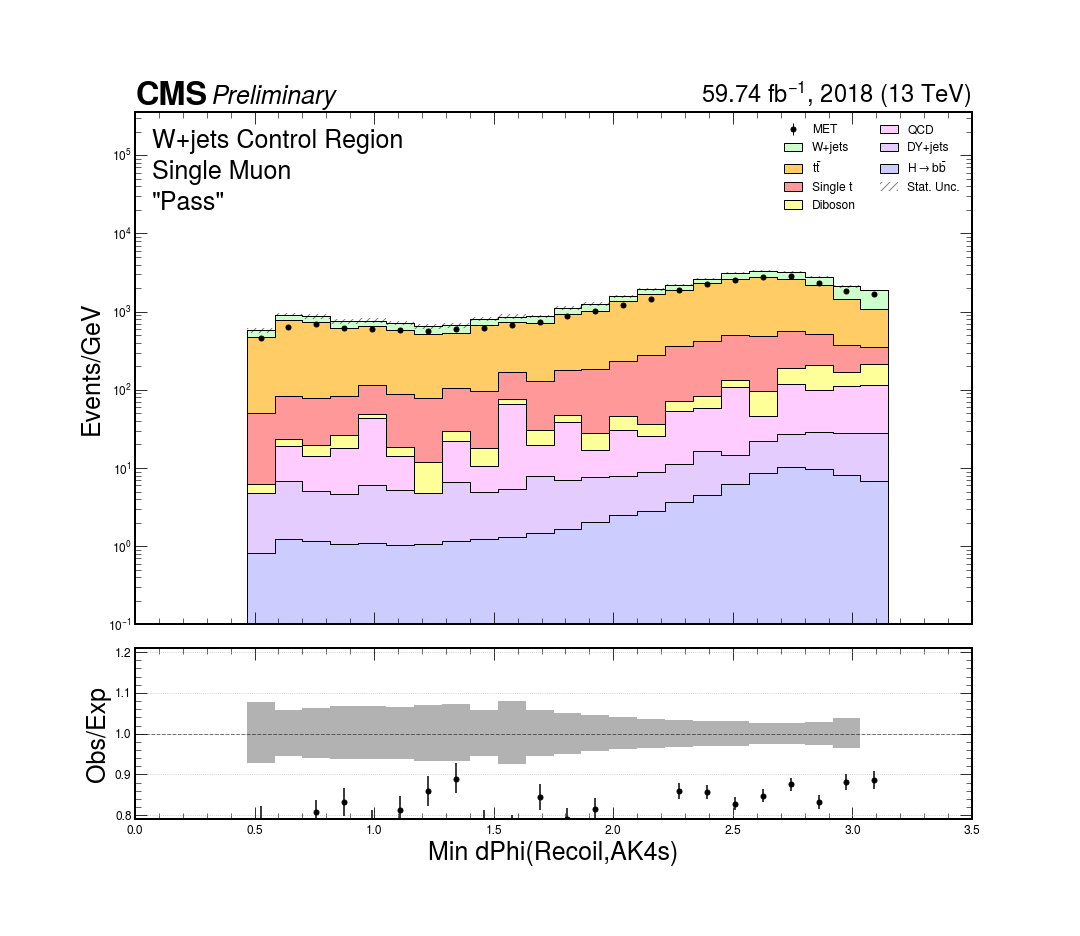 CMS Preliminary
59.74 fb⁻¹, 2018 (13 TeV)
W+jets Control Region
Single Muon
"Pass"
MET
W+jets
tt̄
Single t
Diboson
QCD
DY+jets
H→bb̄
Stat. Unc.
Events/GeV
10⁵
10⁴
10³
10²
10¹
10⁰
10⁻¹
Obs/Exp
1.2
1.1
1.0
0.9
0.8
0.0 0.5 1.0 1.5 2.0 2.5 3.0 3.5
Min dPhi(Recoil,AK4s)